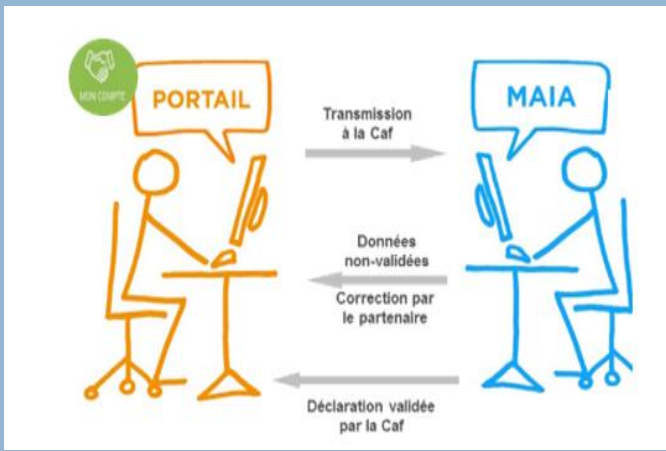 MON COMPTE
PORTAIL
MAIA
Transmission
à la Caf
Données
non-validées
Correction par
le partenaire
Déclaration validée
par la Caf